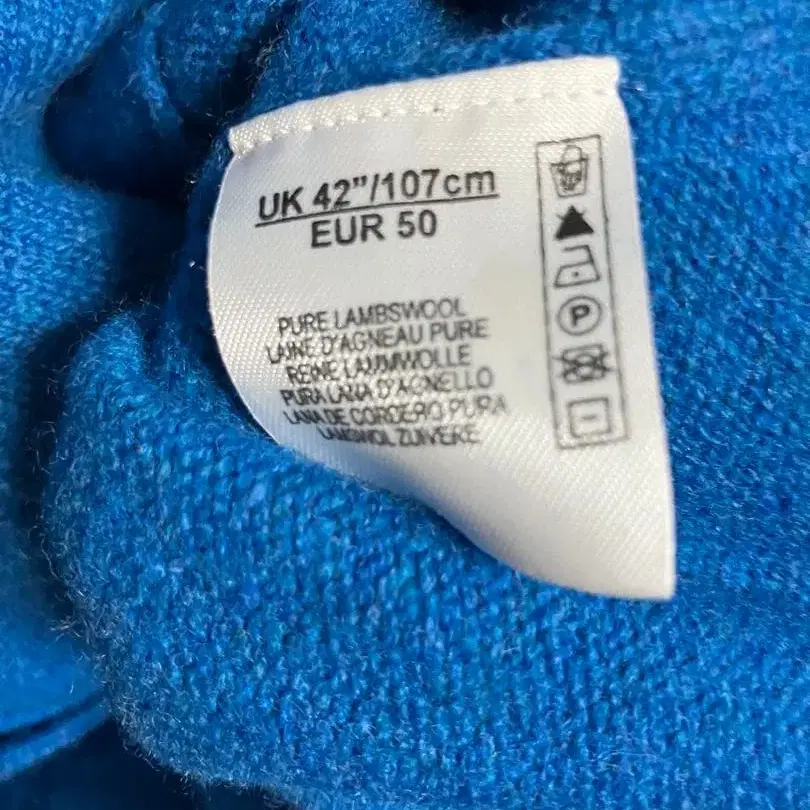 UK 42”/107cm
EUR 50
PURE LAMBSWOOL
LAINE D'AGNEAU PURE
REINE LAMMWOLLE
PURA LANA D'AGNELLO
LANA DE CORDERO PURA
LAMSWOL ZUIVERE
P